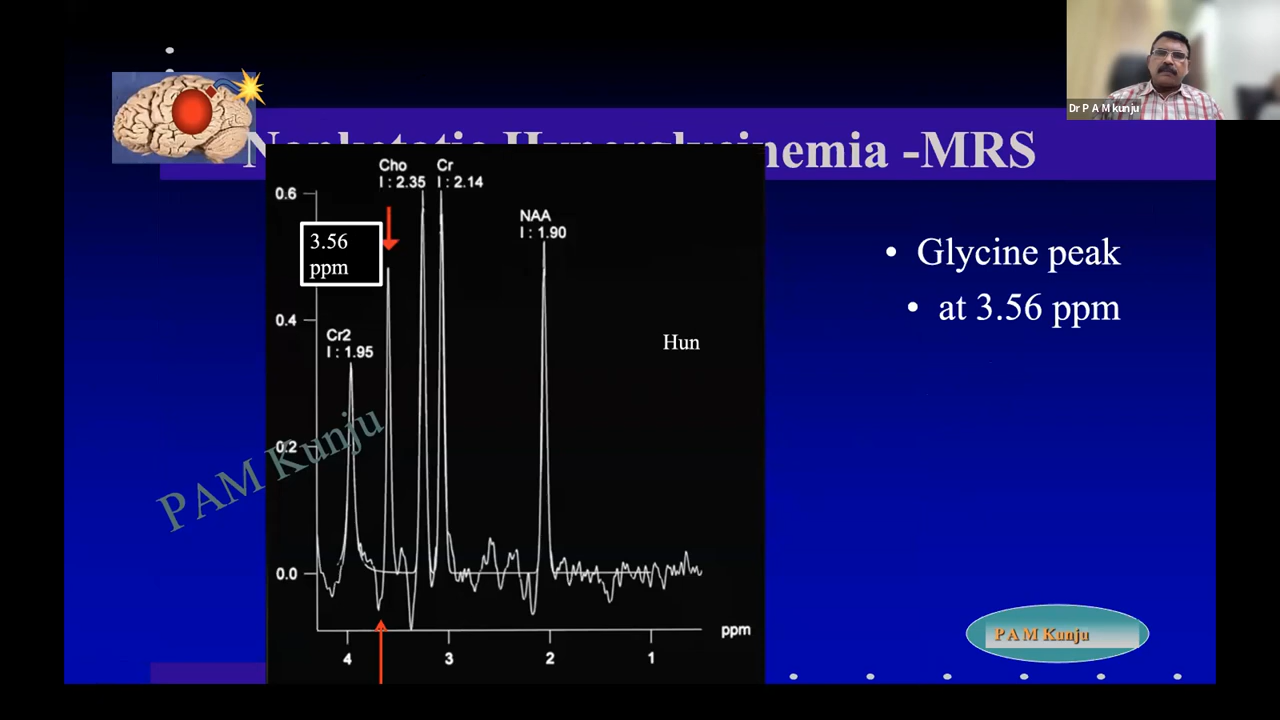 Dr P A M kunju
Nonketotic Hyperglycinemia -MRS
Cho
I : 2.35
Cr
I : 2.14
NAA
I : 1.90
3.56
ppm
Cr2
I : 1.95
0.6
0.4
0.2
0.0
Hun
ppm
4 3 2 1
• Glycine peak
• at 3.56 ppm
PAM Kunju
P A M Kunju